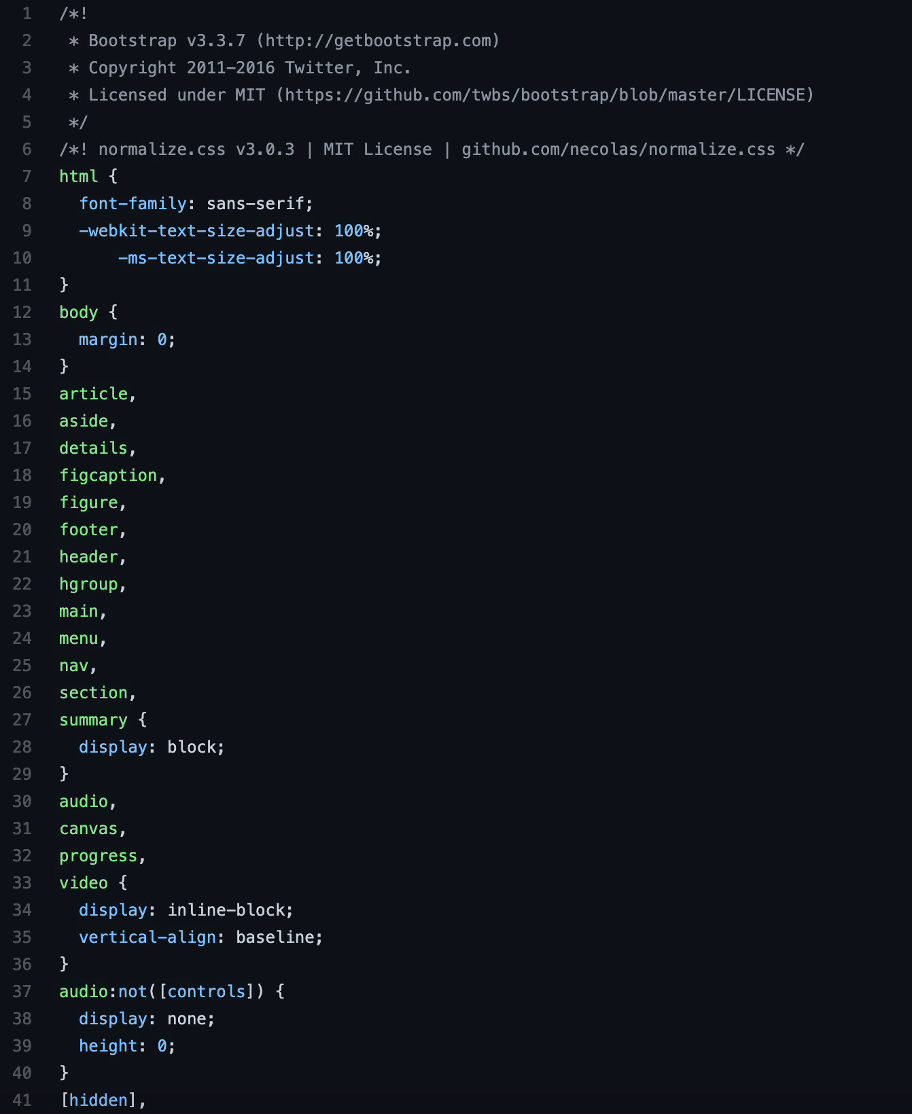 1 /*!
2  * Bootstrap v3.3.7 (http://getbootstrap.com)
3  * Copyright 2011-2016 Twitter, Inc.
4  * Licensed under MIT (https://github.com/twbs/bootstrap/blob/master/LICENSE)
5  */
6 /*! normalize.css v3.0.3 | MIT License | github.com/necolas/normalize.css */
7 html {
8   font-family: sans-serif;
9   -webkit-text-size-adjust: 100%;
10       -ms-text-size-adjust: 100%;
11 }
12 body {
13   margin: 0;
14 }
15 article,
16 aside,
17 details,
18 figcaption,
19 figure,
20 footer,
21 header,
22 hgroup,
23 main,
24 menu,
25 nav,
26 section,
27 summary {
28   display: block;
29 }
30 audio,
31 canvas,
32 progress,
33 video {
34   display: inline-block;
35   vertical-align: baseline;
36 }
37 audio:not([controls]) {
38   display: none;
39   height: 0;
40 }
41 [hidden],